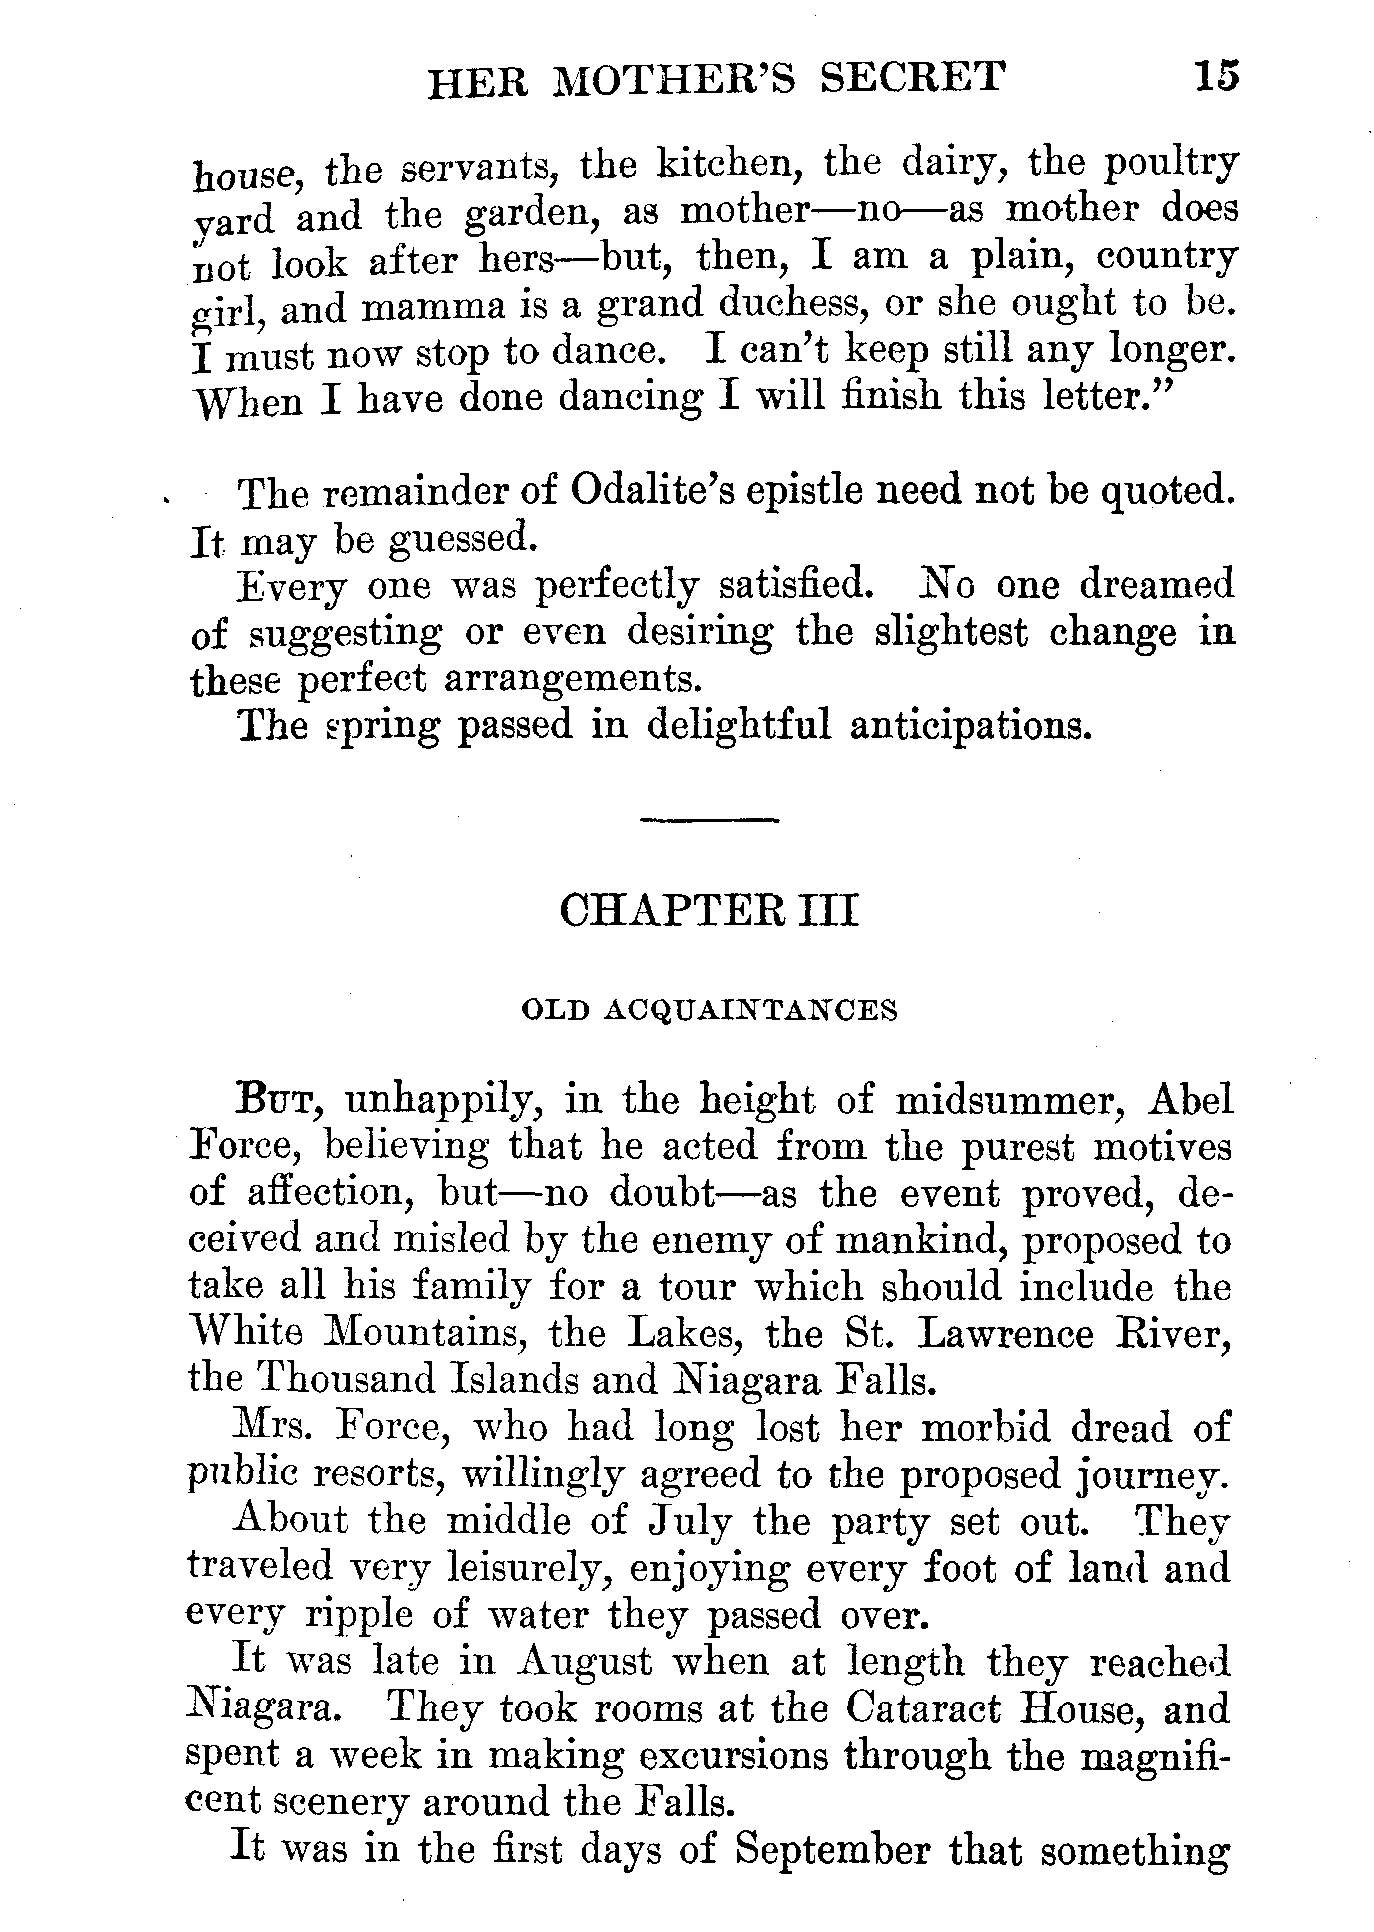 HER MOTHER'S SECRET 15
house, the servants, the kitchen, the dairy, the poultry
yard and the garden, as mother—no—as mother does
not look after hers—but, then, I am a plain, country
girl, and mamma is a grand duchess, or she ought to be.
I must now stop to dance. I can't keep still any longer.
When I have done dancing I will finish this letter."
The remainder of Odalite's epistle need not be quoted.
It may be guessed.
Every one was perfectly satisfied. No one dreamed
of suggesting or even desiring the slightest change in
these perfect arrangements.
The spring passed in delightful anticipations.
CHAPTER III
OLD ACQUAINTANCES
BUT, unhappily, in the height of midsummer, Abel
Force, believing that he acted from the purest motives
of affection, but—no doubt—as the event proved, de-
ceived and misled by the enemy of mankind, proposed to
take all his family for a tour which should include the
White Mountains, the Lakes, the St. Lawrence River,
the Thousand Islands and Niagara Falls.
Mrs. Force, who had long lost her morbid dread of
public resorts, willingly agreed to the proposed journey.
About the middle of July the party set out. They
traveled very leisurely, enjoying every foot of land and
every ripple of water they passed over.
It was late in August when at length they reached
Niagara. They took rooms at the Cataract House, and
spent a week in making excursions through the magnifi-
cent scenery around the Falls.
It was in the first days of September that something